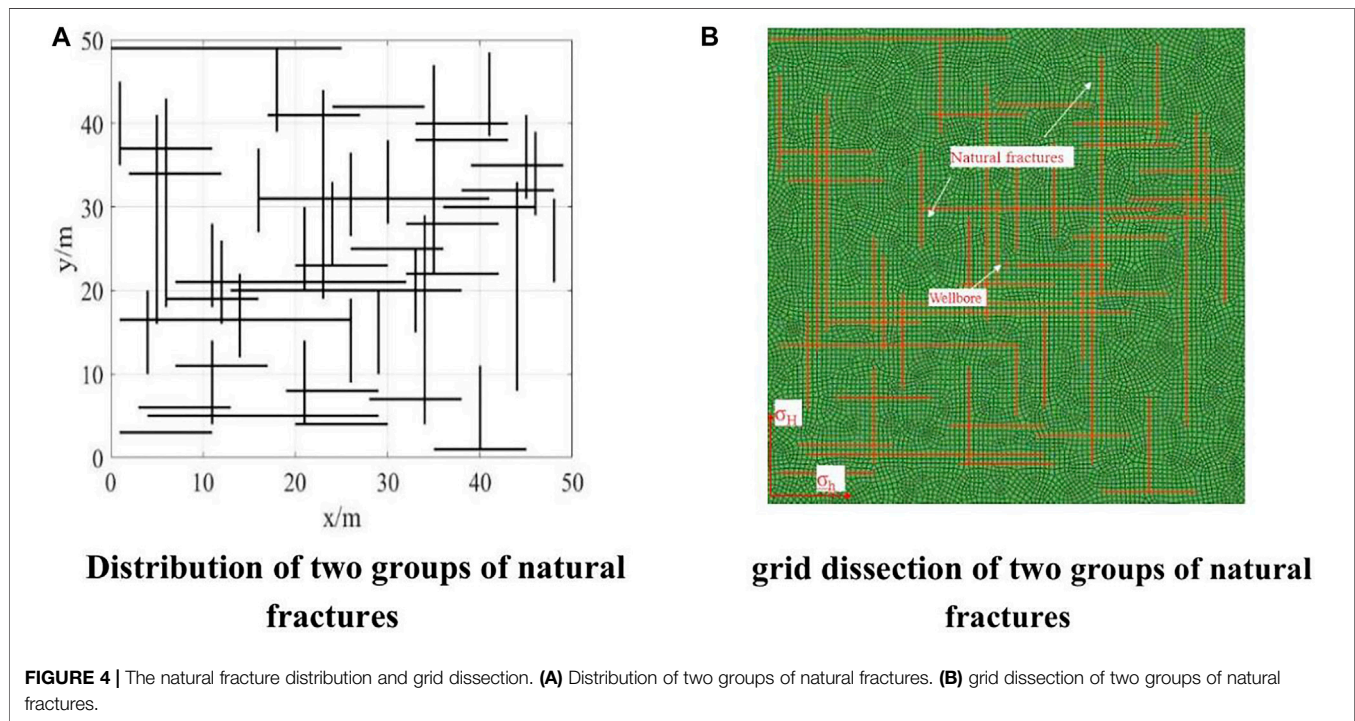 A
50
40
30
20
10
0
y/m
0 10 20 30 40 50
x/m
Distribution of two groups of natural
fractures
B
Natural fractures
Wellbore
σH
σh
grid dissection of two groups of natural
fractures
FIGURE 4 | The natural fracture distribution and grid dissection. (A) Distribution of two groups of natural fractures. (B) grid dissection of two groups of natural
fractures.